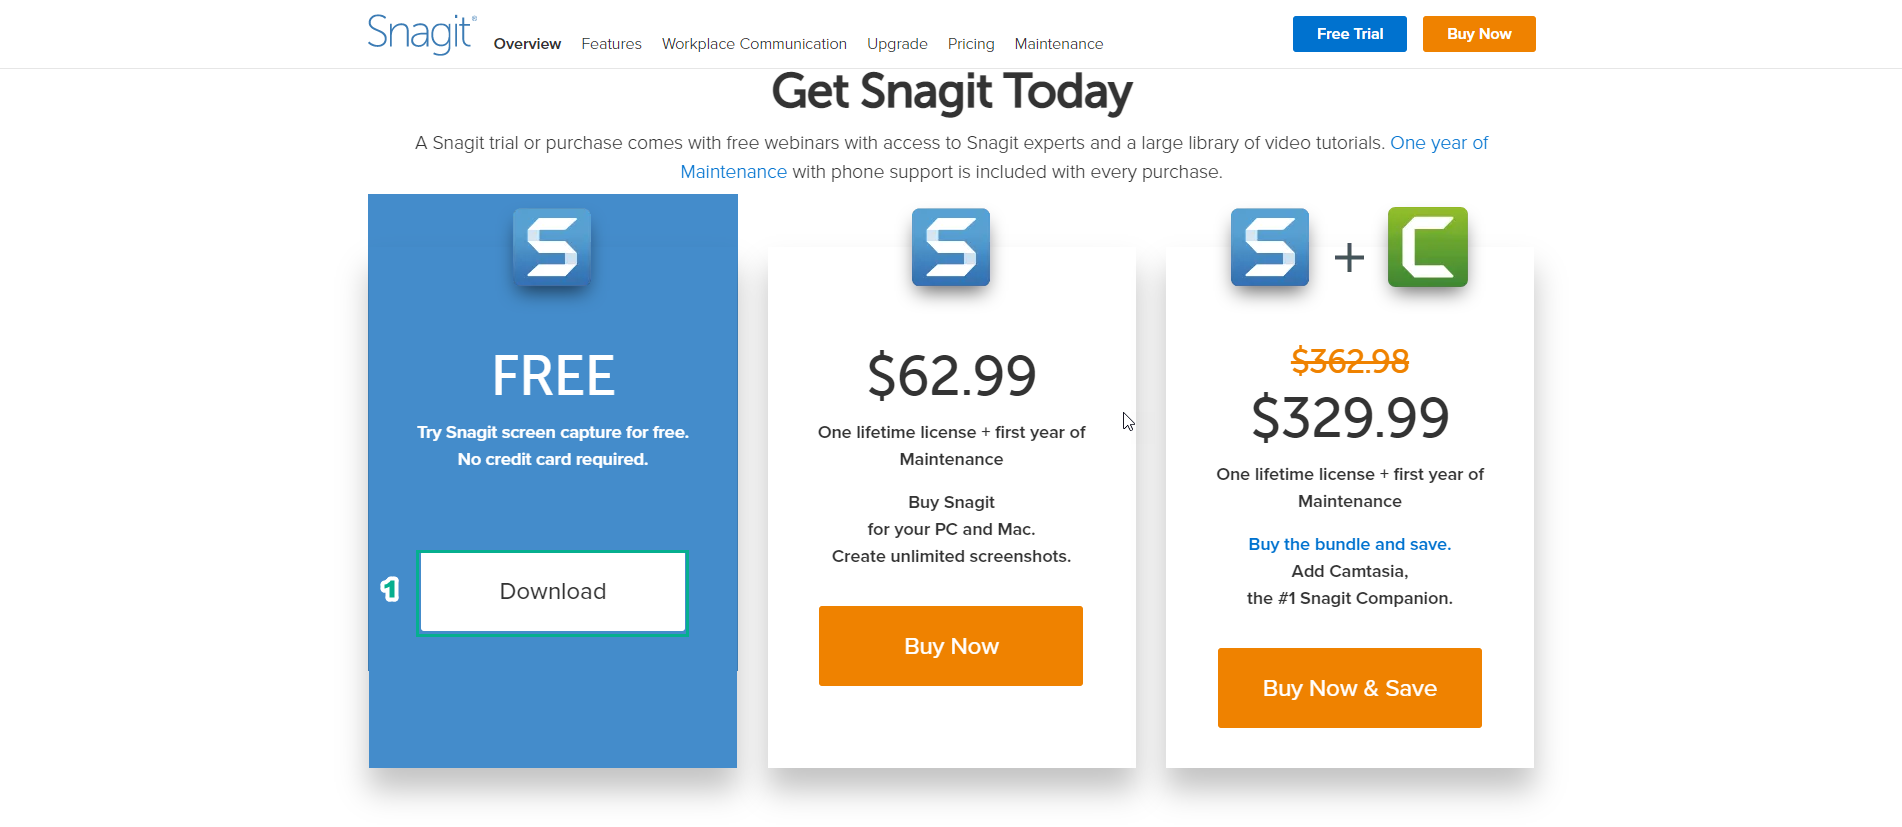 Snagit®
Overview Features Workplace Communication Upgrade Pricing Maintenance
Free Trial
Buy Now
Get Snagit Today
A Snagit trial or purchase comes with free webinars with access to Snagit experts and a large library of video tutorials. One year of
Maintenance with phone support is included with every purchase.
S
FREE
Try Snagit screen capture for free.
No credit card required.
1
Download
S
$62.99
One lifetime license + first year of
Maintenance
Buy Snagit
for your PC and Mac.
Create unlimited screenshots.
Buy Now
S + C
$362.98
$329.99
One lifetime license + first year of
Maintenance
Buy the bundle and save.
Add Camtasia,
the #1 Snagit Companion.
Buy Now & Save